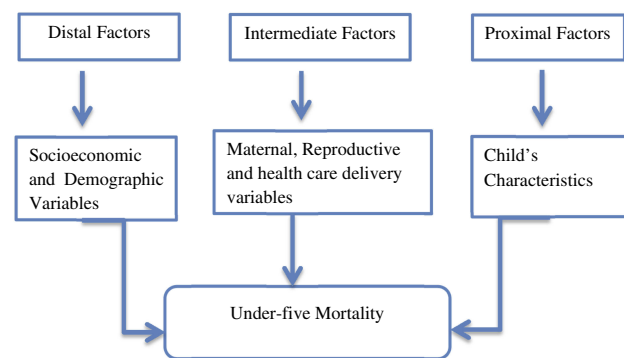 Distal Factors
Intermediate Factors
Proximal Factors
Socioeconomic
and Demographic
Variables
Maternal, Reproductive
and health care delivery
variables
Child's
Characteristics
Under-five Mortality